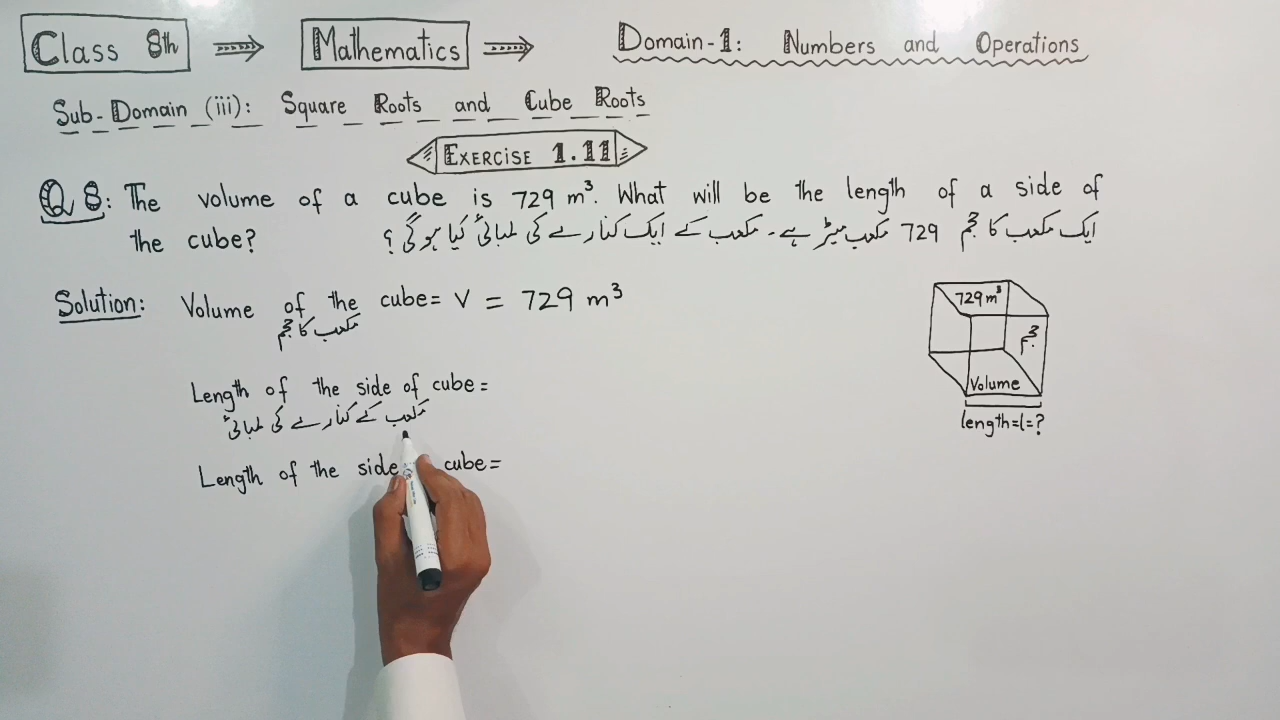 Class 8th ⇒ Mathematics ⇒ Domain-1: Numbers and Operations
Sub-Domain (iii): Square Roots and Cube Roots
Exercise 1.11
Q 8: The volume of a cube is 729 m³. What will be the length of a side of
the cube? ایک مکعب کا حجم 729 مکعب میٹر ہے۔ مکعب کے ایک کنارے کی لمبائی کیا ہوگی؟
Solution: Volume of the cube = V = 729 m³
مکعب کا حجم
Length of the side of cube =
مکعب کے کنارے کی لمبائی
Length of the side cube =
729 m³
حجم
Volume
length=l=?